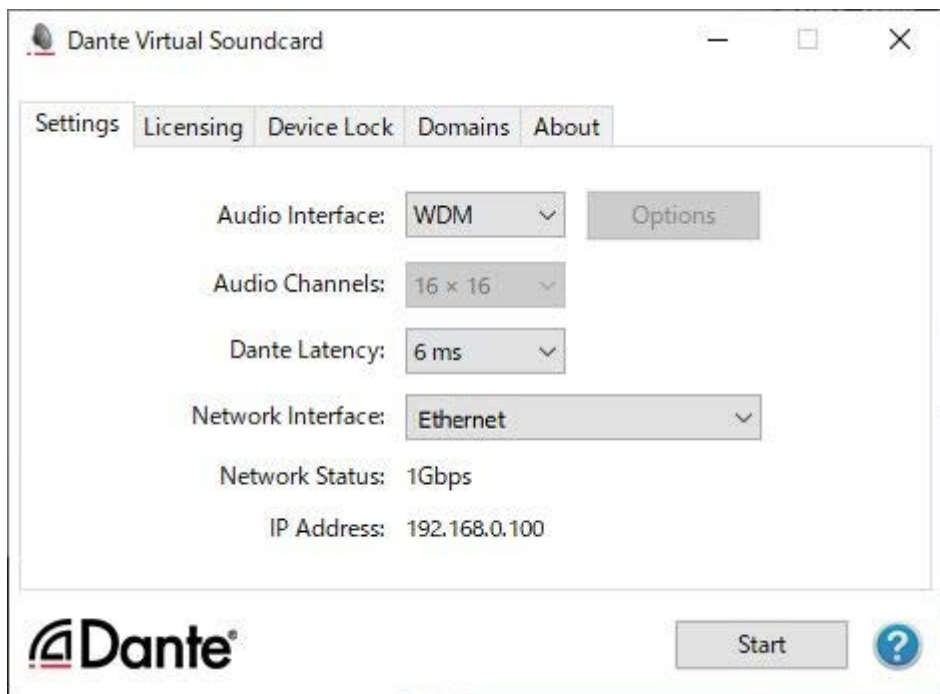 Dante Virtual Soundcard
Settings Licensing Device Lock Domains About
Audio Interface: WDM Options
Audio Channels: 16 × 16
Dante Latency: 6 ms
Network Interface: Ethernet
Network Status: 1Gbps
IP Address: 192.168.0.100
Dante® Start ?